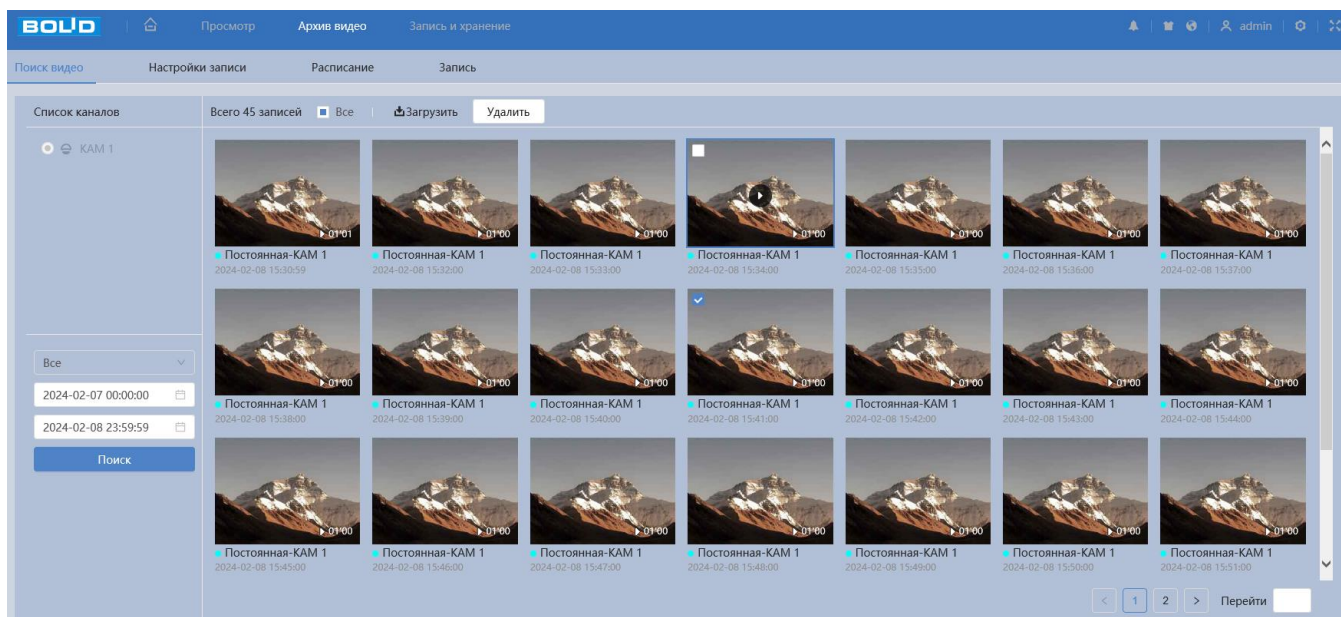 BOLID Просмотр Архив видео Запись и хранение admin
Поиск видео Настройки записи Расписание Запись
Список каналов Всего 45 записей Все Загрузить Удалить
КАМ 1
01'01 01'00 01'00 01'00 01'00 01'00 01'00
Постоянная-КАМ 1 Постоянная-КАМ 1 Постоянная-КАМ 1 Постоянная-КАМ 1 Постоянная-КАМ 1 Постоянная-КАМ 1 Постоянная-КАМ 1
2024-02-08 15:30:59 2024-02-08 15:32:00 2024-02-08 15:33:00 2024-02-08 15:34:00 2024-02-08 15:35:00 2024-02-08 15:36:00 2024-02-08 15:37:00
01'00 01'00 01'00 01'00 01'00 01'00 01'00
Постоянная-КАМ 1 Постоянная-КАМ 1 Постоянная-КАМ 1 Постоянная-КАМ 1 Постоянная-КАМ 1 Постоянная-КАМ 1 Постоянная-КАМ 1
2024-02-08 15:38:00 2024-02-08 15:39:00 2024-02-08 15:40:00 2024-02-08 15:41:00 2024-02-08 15:42:00 2024-02-08 15:43:00 2024-02-08 15:44:00
01'00 01'00 01'00 01'00 01'00 01'00 01'00
Постоянная-КАМ 1 Постоянная-КАМ 1 Постоянная-КАМ 1 Постоянная-КАМ 1 Постоянная-КАМ 1 Постоянная-КАМ 1 Постоянная-КАМ 1
2024-02-08 15:45:00 2024-02-08 15:46:00 2024-02-08 15:47:00 2024-02-08 15:48:00 2024-02-08 15:49:00 2024-02-08 15:50:00 2024-02-08 15:51:00
Все
2024-02-07 00:00:00
2024-02-08 23:59:59
Поиск
< 1 2 > Перейти